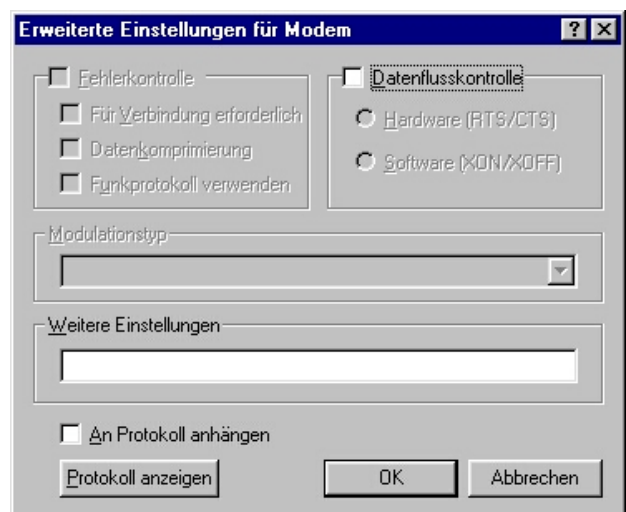 Erweiterte Einstellungen für Modem
Fehlerkontrolle
Für Verbindung erforderlich
Datenkomprimierung
Funkprotokoll verwenden
Datenflusskontrolle
Hardware (RTS/CTS)
Software (XON/XOFF)
Modulationstyp
Weitere Einstellungen
An Protokoll anhängen
Protokoll anzeigen OK Abbrechen